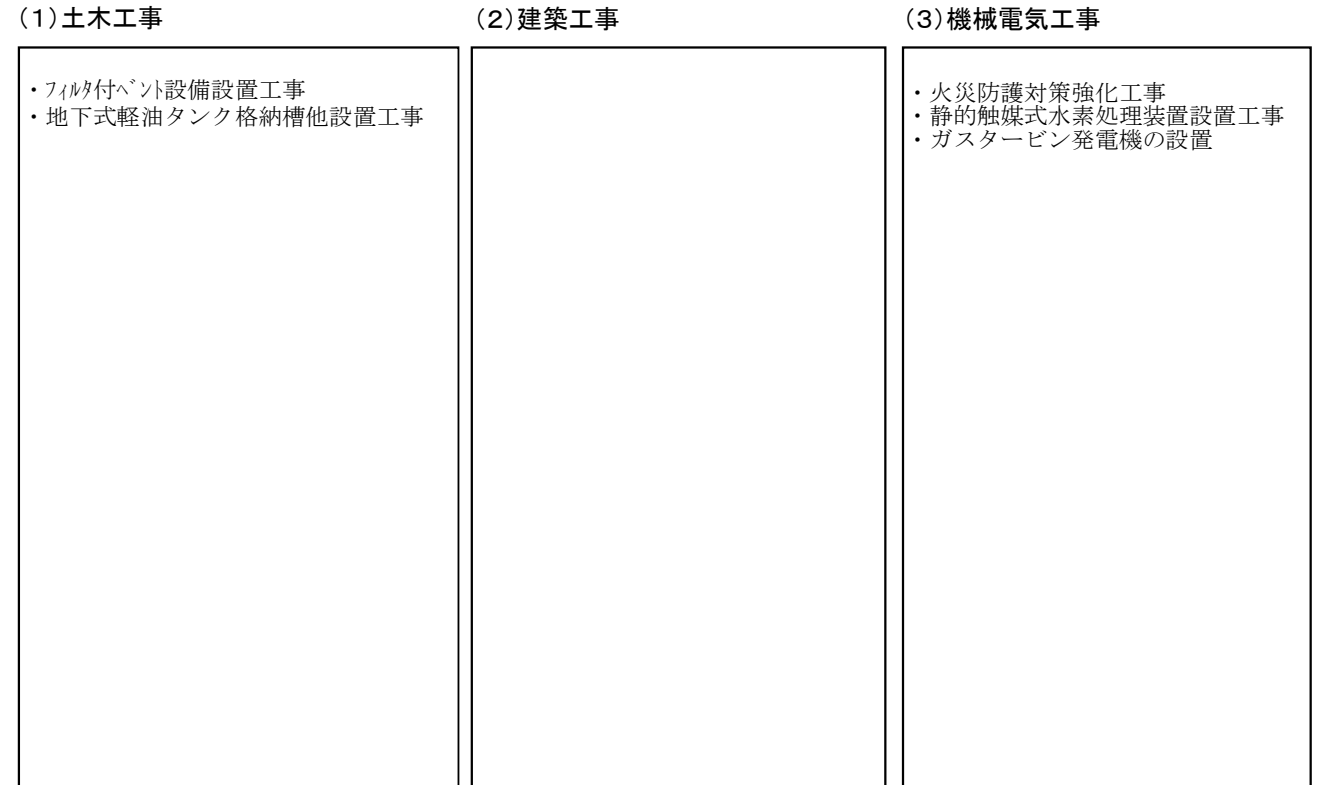 (1)土木工事
・ﾌｨﾙﾀ付ﾍﾞﾝﾄ設備設置工事
・地下式軽油タンク格納槽他設置工事
(2)建築工事
(3)機械電気工事
・火災防護対策強化工事
・静的触媒式水素処理装置設置工事
・ガスタービン発電機の設置